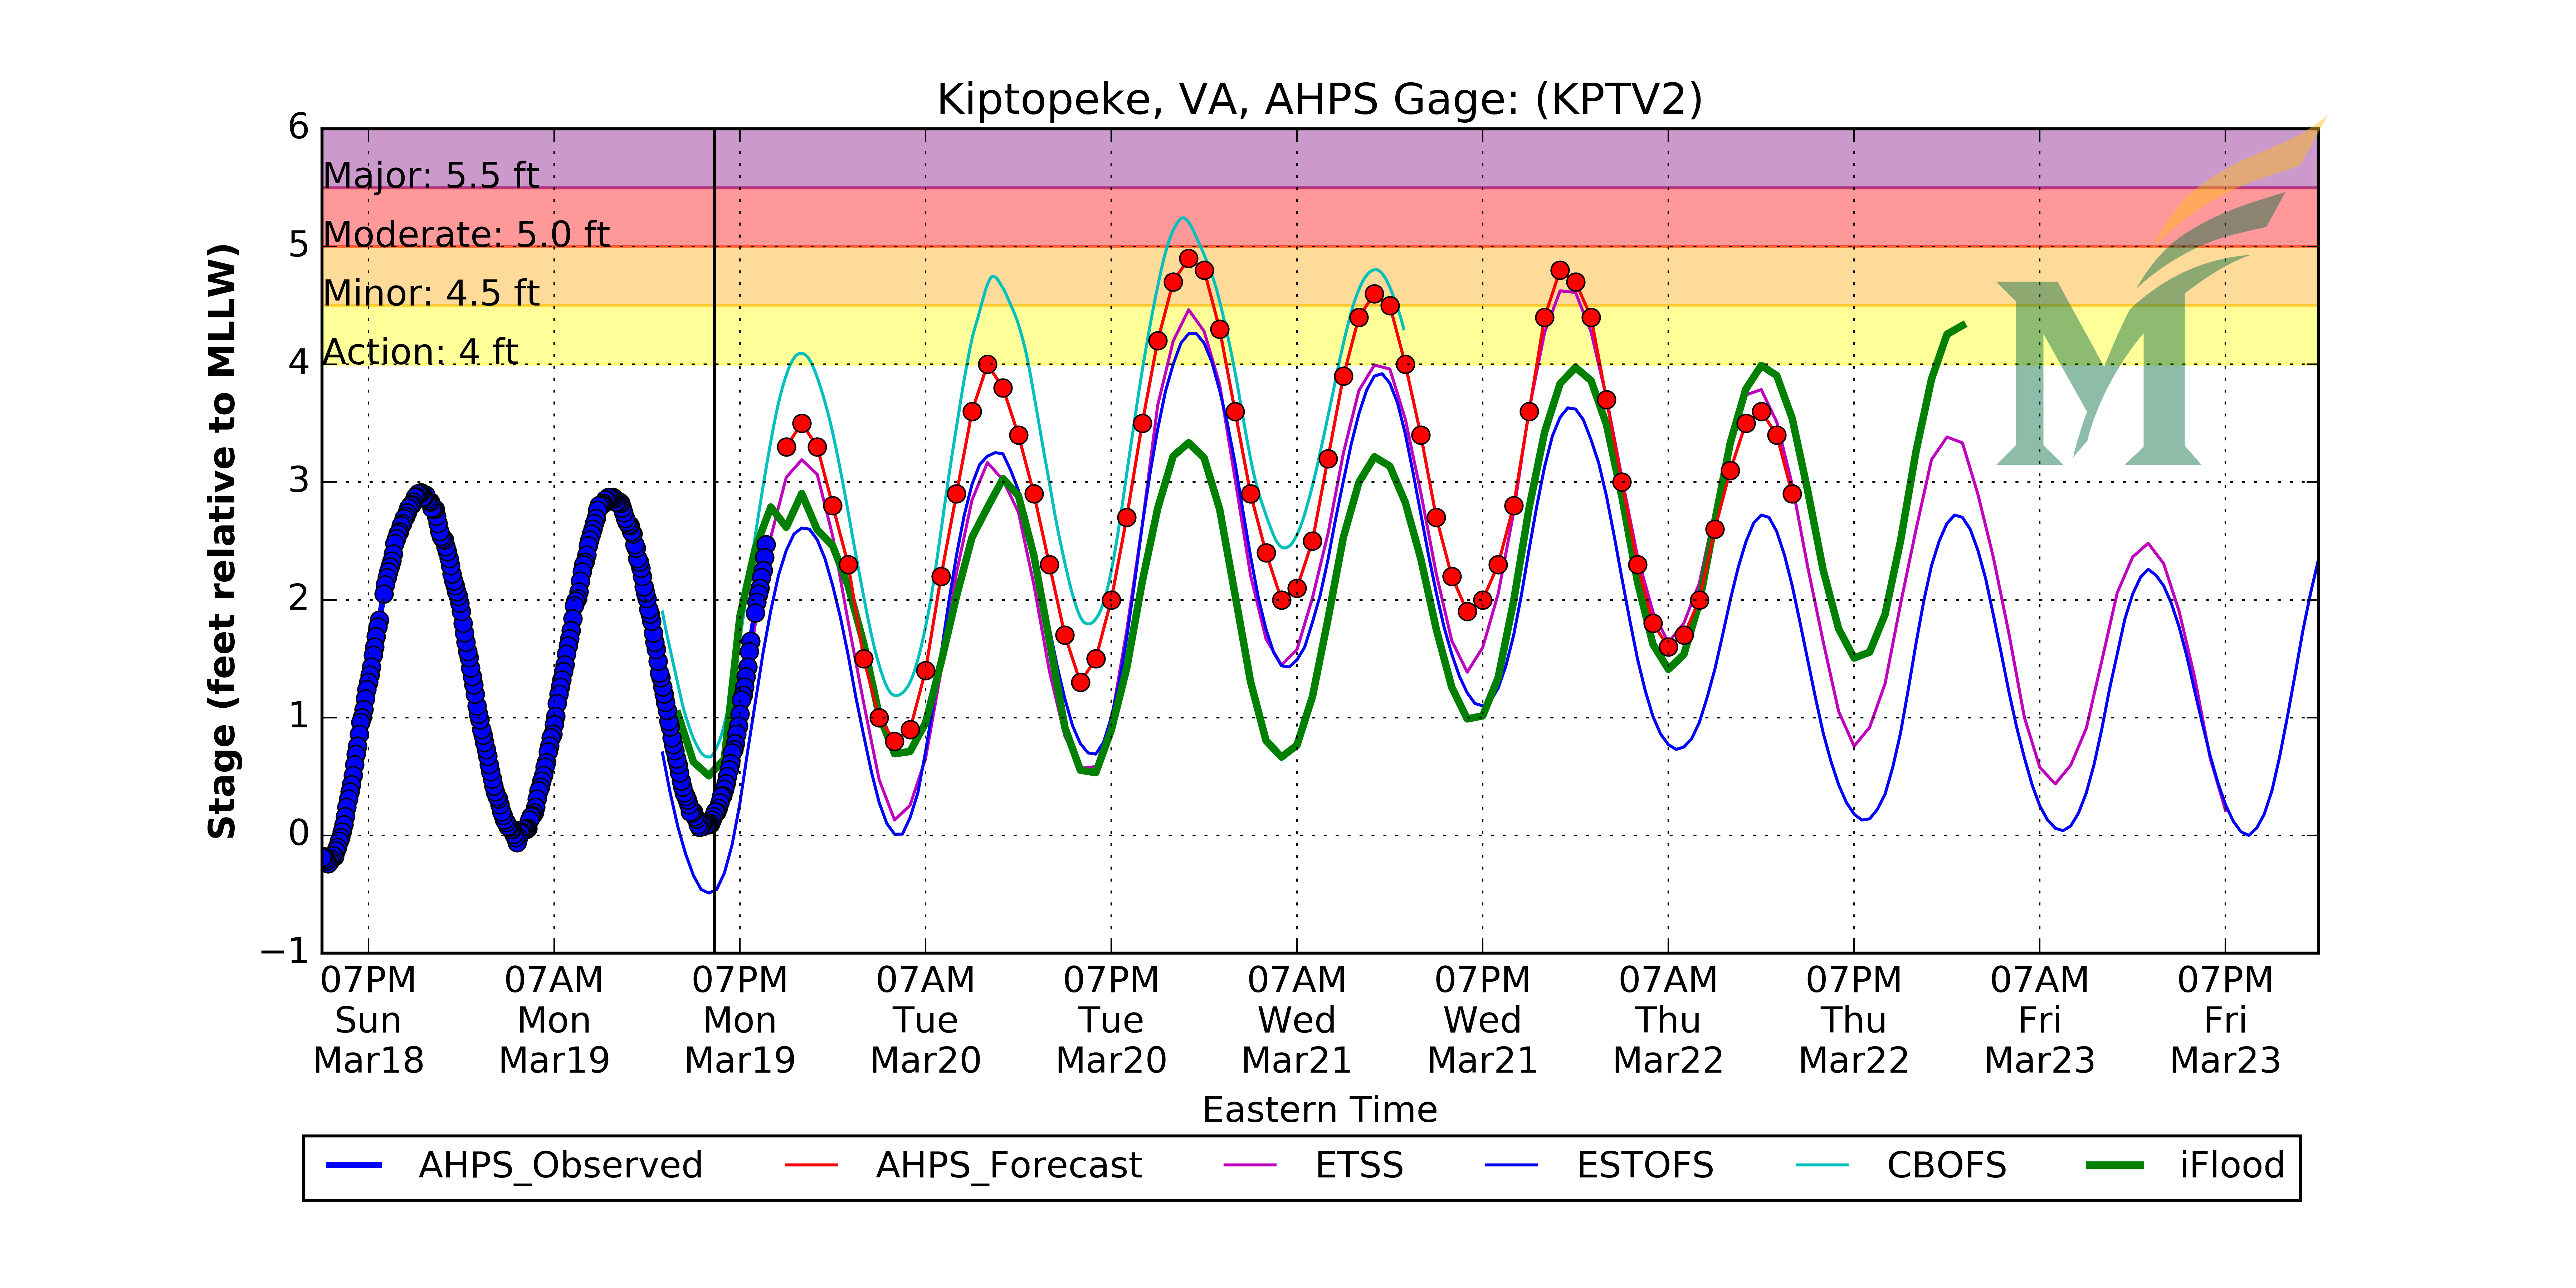 Kiptopeke, VA, AHPS Gage: (KPTV2)
6
Major: 5.5 ft
Moderate: 5.0 ft
5
Minor: 4.5 ft
Action: 4 ft
4
3
2
1
0
−1
Stage (feet relative to MLLW)
07PM 07AM 07PM 07AM 07PM 07AM 07PM 07AM 07PM 07AM 07PM
Sun Mon Mon Tue Tue Wed Wed Thu Thu Fri Fri
Mar18 Mar19 Mar19 Mar20 Mar20 Mar21 Mar21 Mar22 Mar22 Mar23 Mar23
Eastern Time
AHPS_Observed AHPS_Forecast ETSS ESTOFS CBOFS iFlood
M